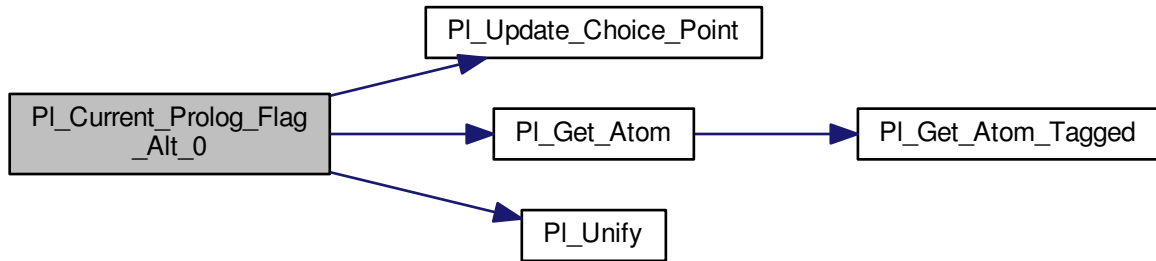 Pl_Update_Choice_Point
Pl_Current_Prolog_Flag
_Alt_0
Pl_Get_Atom
Pl_Get_Atom_Tagged
Pl_Unify